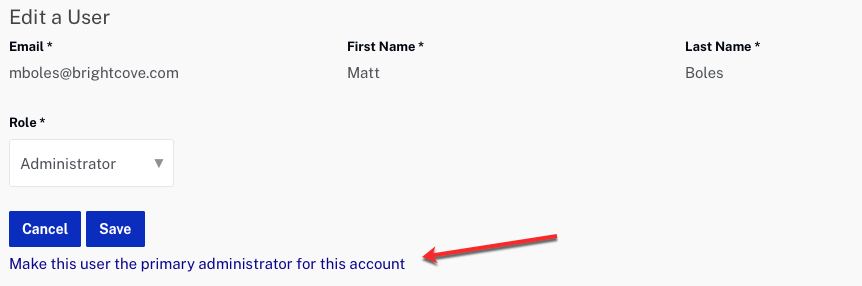 Edit a User
Email * First Name * Last Name *
mboles@brightcove.com Matt Boles
Role *
Administrator
Cancel Save
Make this user the primary administrator for this account